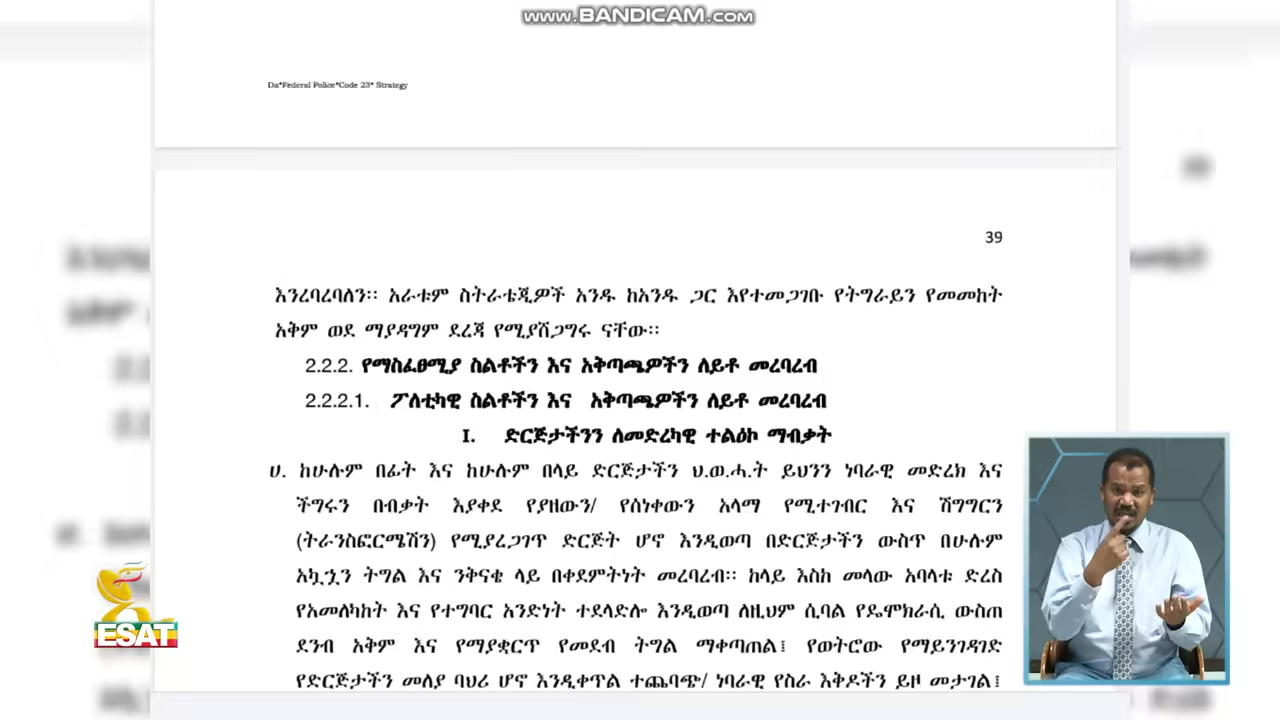 www.BANDICAM.com
Da*Federal Police*Code 23* Strategy
39
እንረባረባለን። አራቱም ስትራቴጂዎች አንዱ ከአንዱ ጋር እየተመጋገቡ የትግራይን የመመከት
አቅም ወደ ማያዳግም ደረጃ የሚያሸጋግሩ ናቸው።
2.2.2. የማስፈፀሚያ ስልቶችን እና አቅጣጫዎችን ለይቶ መረባረብ
2.2.2.1. ፖለቲካዊ ስልቶችን እና አቅጣጫዎችን ለይቶ መረባረብ
I. ድርጅታችንን ለመድረካዊ ተልዕኮ ማብቃት
ሀ. ከሁሉም በፊት እና ከሁሉም በላይ ድርጅታችን ህ.ወ.ሓ.ት ይህንን ነባራዊ መድረክ እና
ችግሩን በብቃት እያቀደ የያዘውን/ የሰነቀውን አላማ የሚተገብር እና ሽግግርን
(ትራንስፎርሜሽን) የሚያረጋገጥ ድርጅት ሆኖ እንዲወጣ በድርጅታችን ውስጥ በሁሉም
አኳኋን ትግል እና ንቅናቄ ላይ በቀደምትነት መረባረብ። ከላይ እስከ መላው አባላቱ ድረስ
የአመለካከት እና የተግባር አንድነት ተደላድሎ እንዲወጣ ለዚህም ሲባል የዴሞክራሲ ውስጠ
ደንብ አቅም እና የማያቋርጥ የመደብ ትግል ማቀጣጠል፤ የወትሮው የማይንገዳገድ
የድርጅታችን መለያ ባህሪ ሆኖ እንዲቀጥል ተጨባጭ/ ነባራዊ የስራ እቅዶችን ይዞ መታገል፤
ESAT